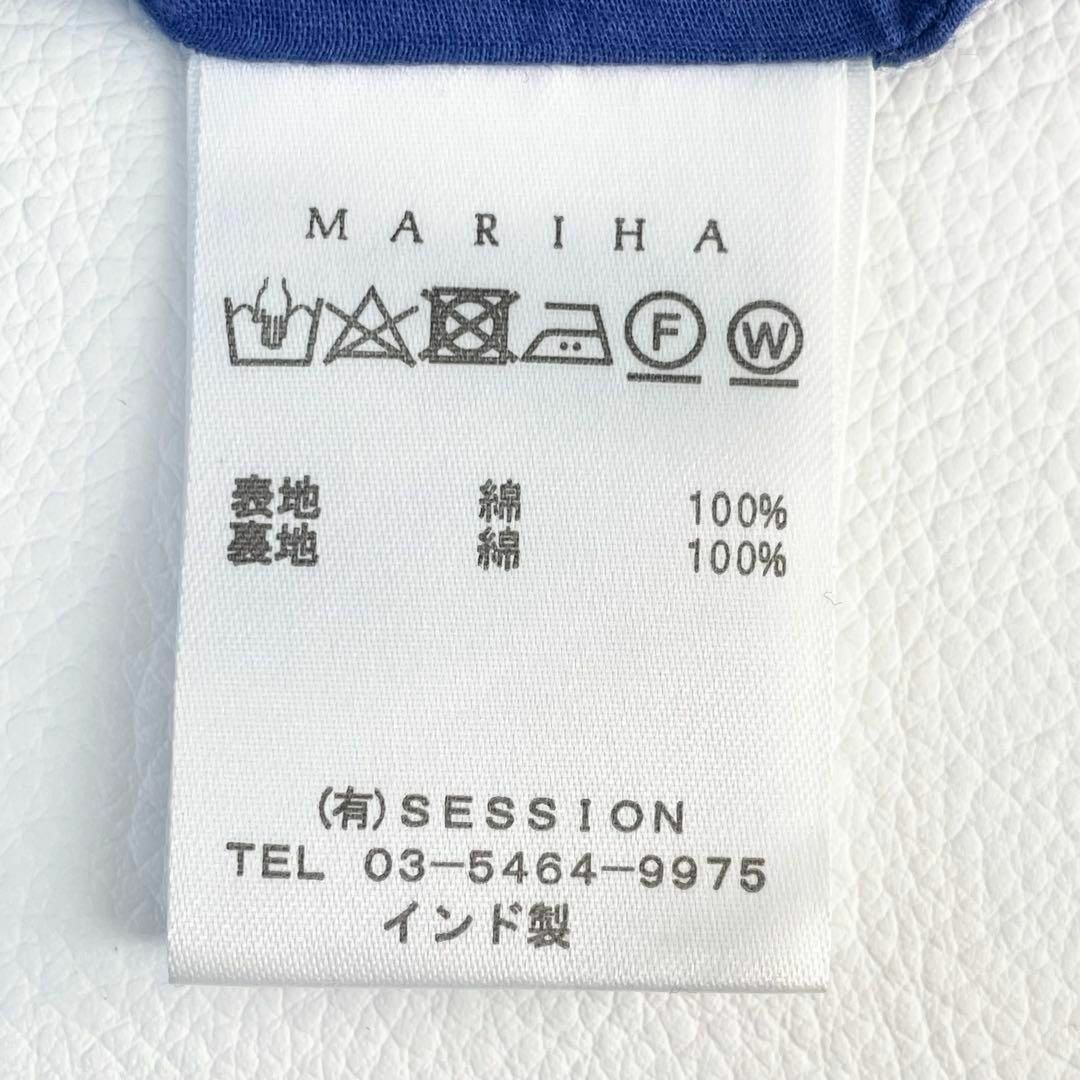 MARIHA
F W
表地 綿 100%
裏地 綿 100%
(有)SESSION
TEL 03-5464-9975
インド製